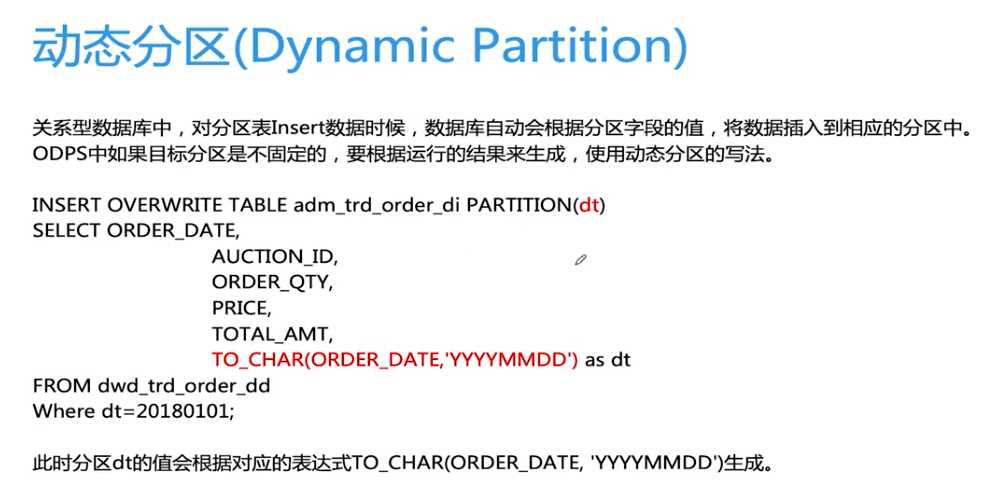 动态分区(Dynamic Partition)
关系型数据库中，对分区表Insert数据时候，数据库自动会根据分区字段的值，将数据插入到相应的分区中。
ODPS中如果目标分区是不固定的，要根据运行的结果来生成，使用动态分区的写法。
INSERT OVERWRITE TABLE adm_trd_order_di PARTITION(dt)
SELECT ORDER_DATE,
AUCTION_ID,
ORDER_QTY,
PRICE,
TOTAL_AMT,
TO_CHAR(ORDER_DATE,'YYYYMMDD') as dt
FROM dwd_trd_order_dd
Where dt=20180101;
此时分区dt的值会根据对应的表达式TO_CHAR(ORDER_DATE, 'YYYYMMDD')生成。